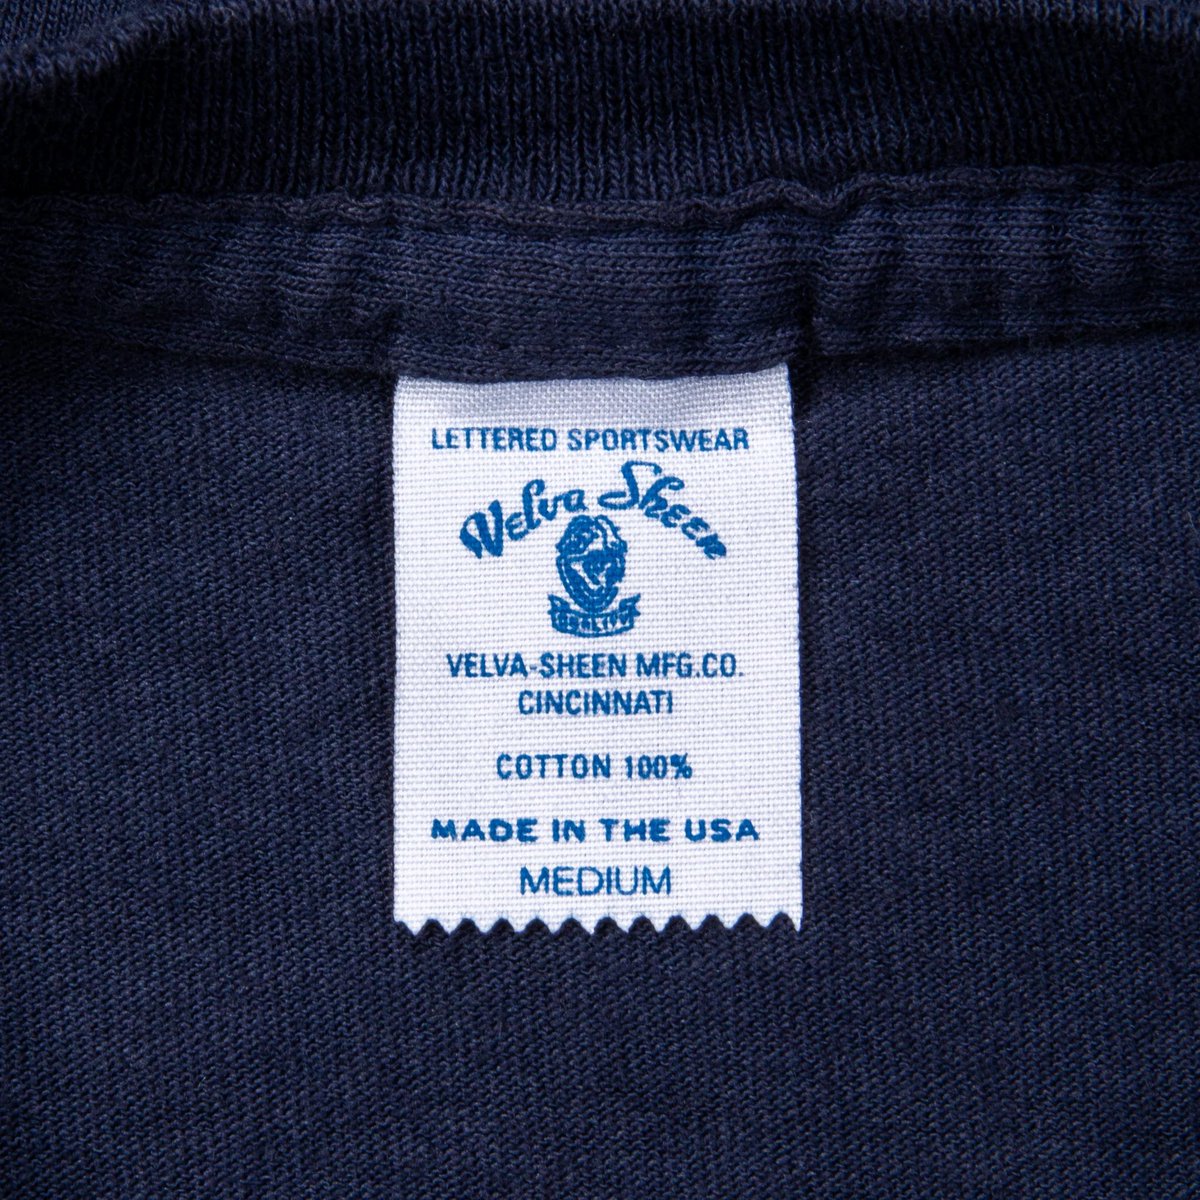 LETTERED SPORTSWEAR
Velva Sheen
QUALITY
VELVA-SHEEN MFG.CO.
CINCINNATI
COTTON 100%
MADE IN THE USA
MEDIUM